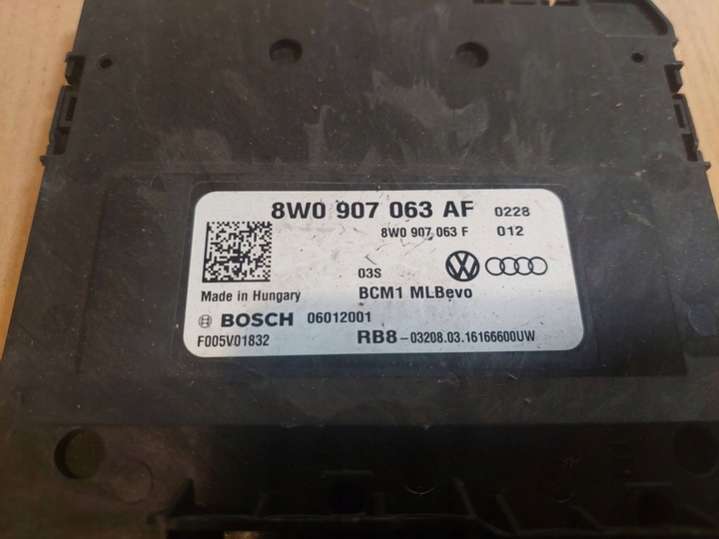 8W0 907 063 AF 0228
8W0 907 063 F 012
03S
Made in Hungary BCM1 MLBevo
BOSCH 06012001
F005V01832 RB8-03208.03.16166600UW